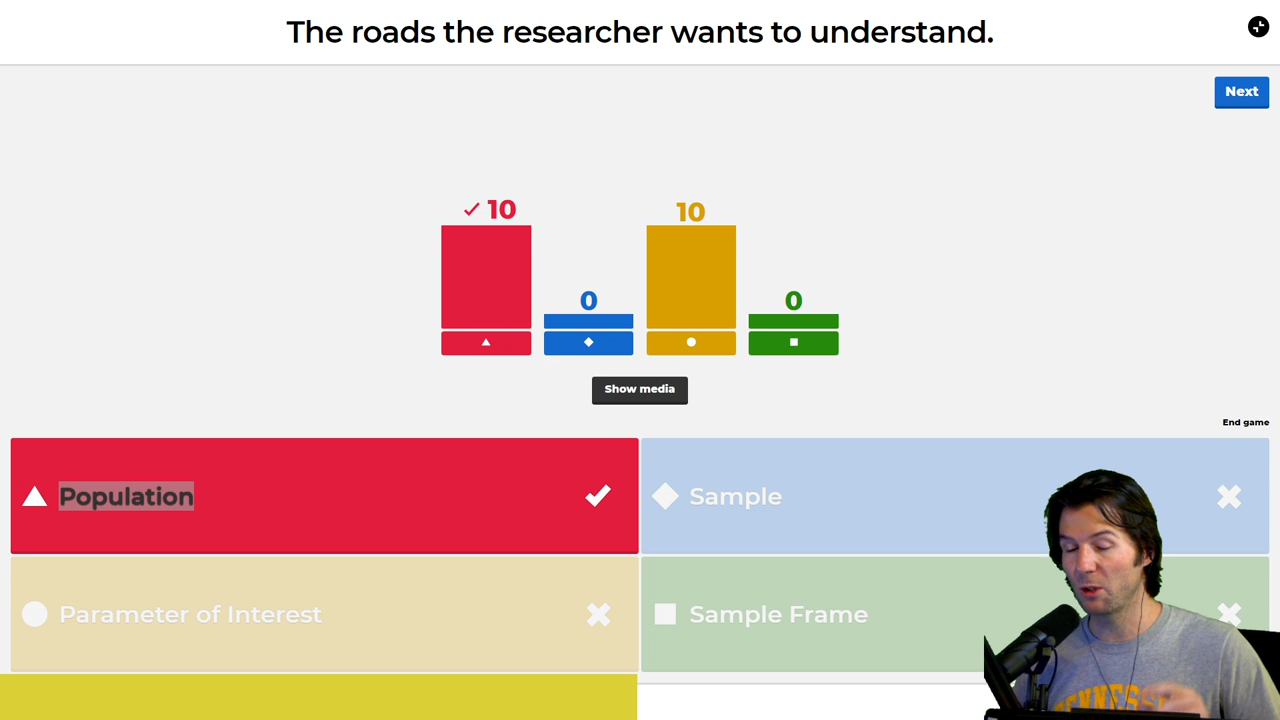 The roads the researcher wants to understand.
Next
10
0
10
0
Show media
End game
Population
Sample
Parameter of Interest
Sample Frame
TENNESSE